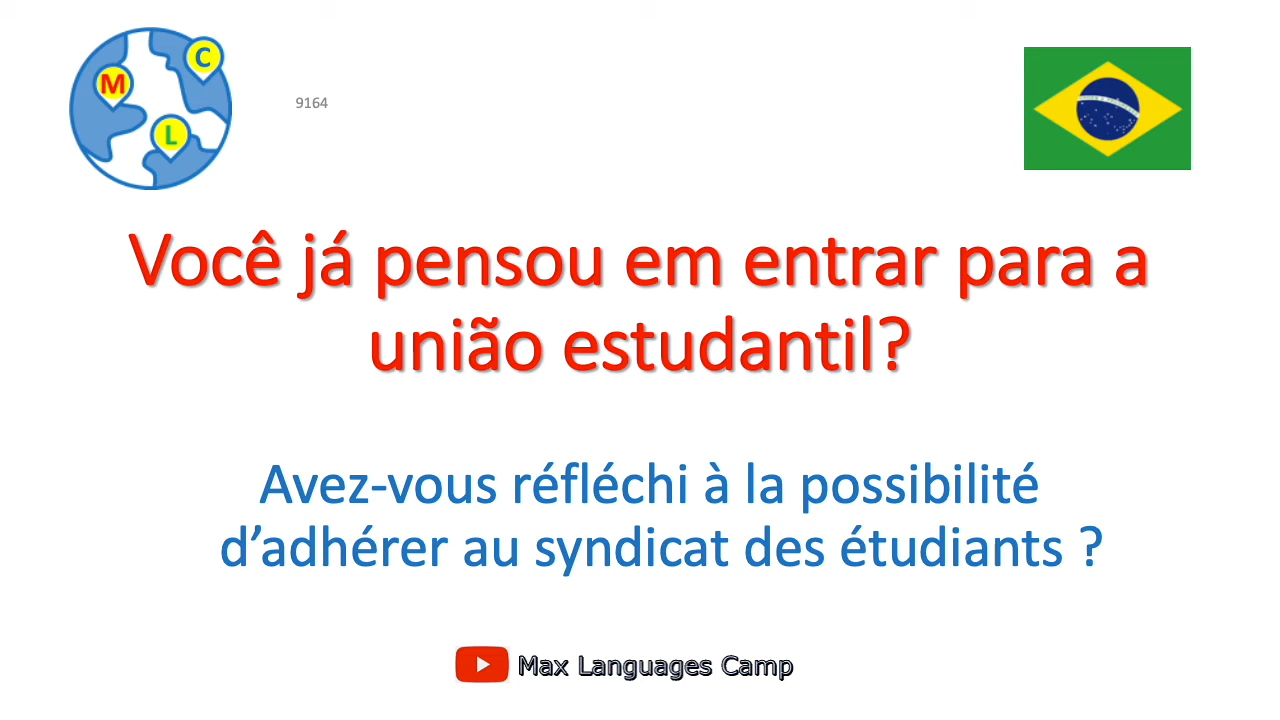 M
C
L
9164
Você já pensou em entrar para a
união estudantil?
Avez-vous réfléchi à la possibilité
d’adhérer au syndicat des étudiants ?
Max Languages Camp